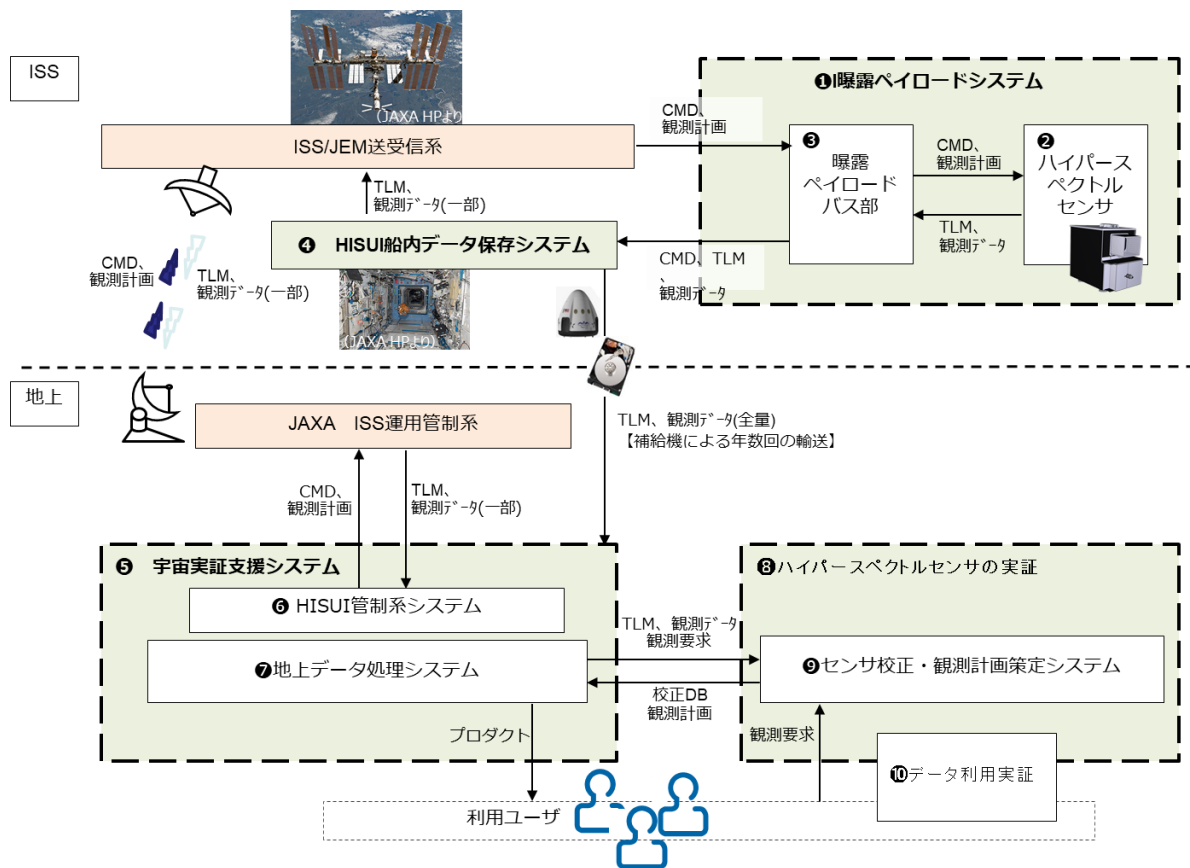 ISS
(JAXA HPより)
ISS/JEM送受信系
CMD、
観測計画
❶I曝露ペイロードシステム
❸
曝露
ペイロード
バス部
CMD、
観測計画
TLM、
観測ﾃﾞｰﾀ
❷
ハイパース
ペクトル
センサ
TLM、
観測ﾃﾞｰﾀ(一部)
❹ HISUI船内データ保存システム
CMD、TLM
、
観測ﾃﾞｰﾀ
CMD、
観測計画
TLM、
観測ﾃﾞｰﾀ(一部)
(JAXA HPより)
地上
JAXA ISS運用管制系
TLM、観測ﾃﾞｰﾀ(全量)
【補給機による年数回の輸送】
CMD、
観測計画
TLM、
観測ﾃﾞｰﾀ(一部)
❺ 宇宙実証支援システム
❻ HISUI管制系システム
❼地上データ処理システム
TLM、観測ﾃﾞｰﾀ
観測要求
校正DB
観測計画
❽ハイパースペクトルセンサの実証
❾センサ校正・観測計画策定システム
プロダクト
観測要求
❿データ利用実証
利用ユーザ